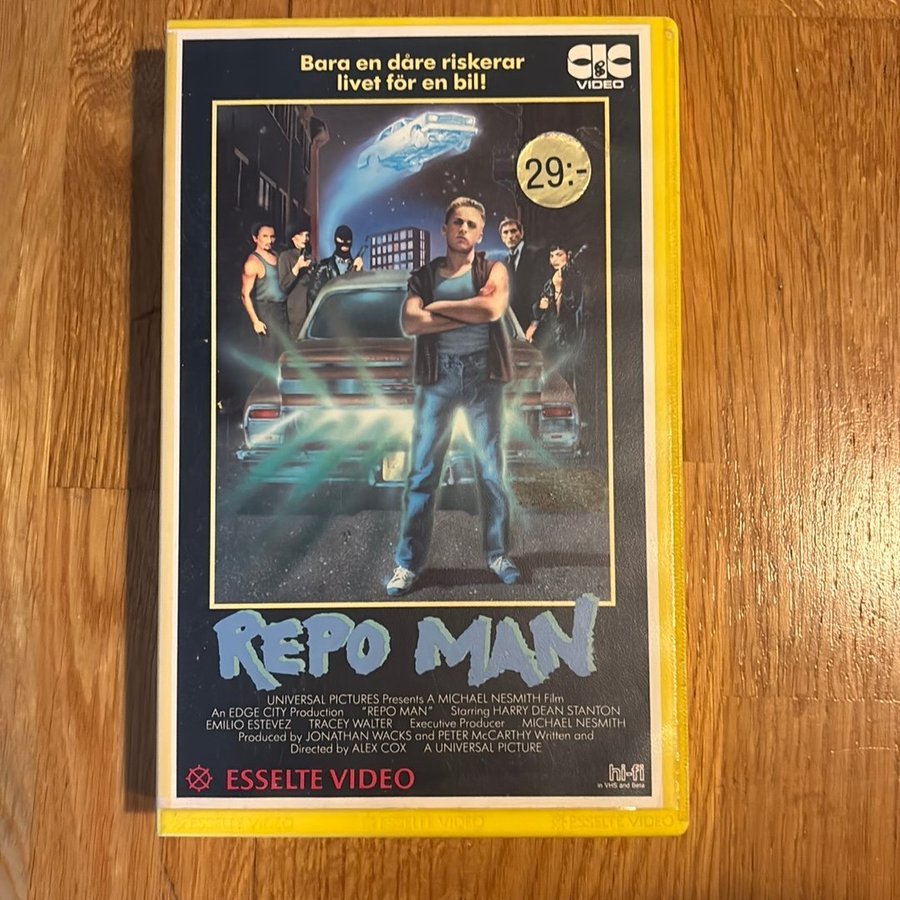 Bara en dåre riskerar
livet för en bil!
CIC
VIDEO
29:-
REPO MAN
UNIVERSAL PICTURES Presents A MICHAEL NESMITH Film
An EDGE CITY Production "REPO MAN" Starring HARRY DEAN STANTON
EMILIO ESTEVEZ TRACEY WALTER Executive Producer MICHAEL NESMITH
Produced by JONATHAN WACKS and PETER McCARTHY Written and
Directed by ALEX COX A UNIVERSAL PICTURE
ESSELTE VIDEO
hi-fi
in VHS and Beta
ESSELTE VIDEO ESSELTE VIDEO ESSELTE VIDEO